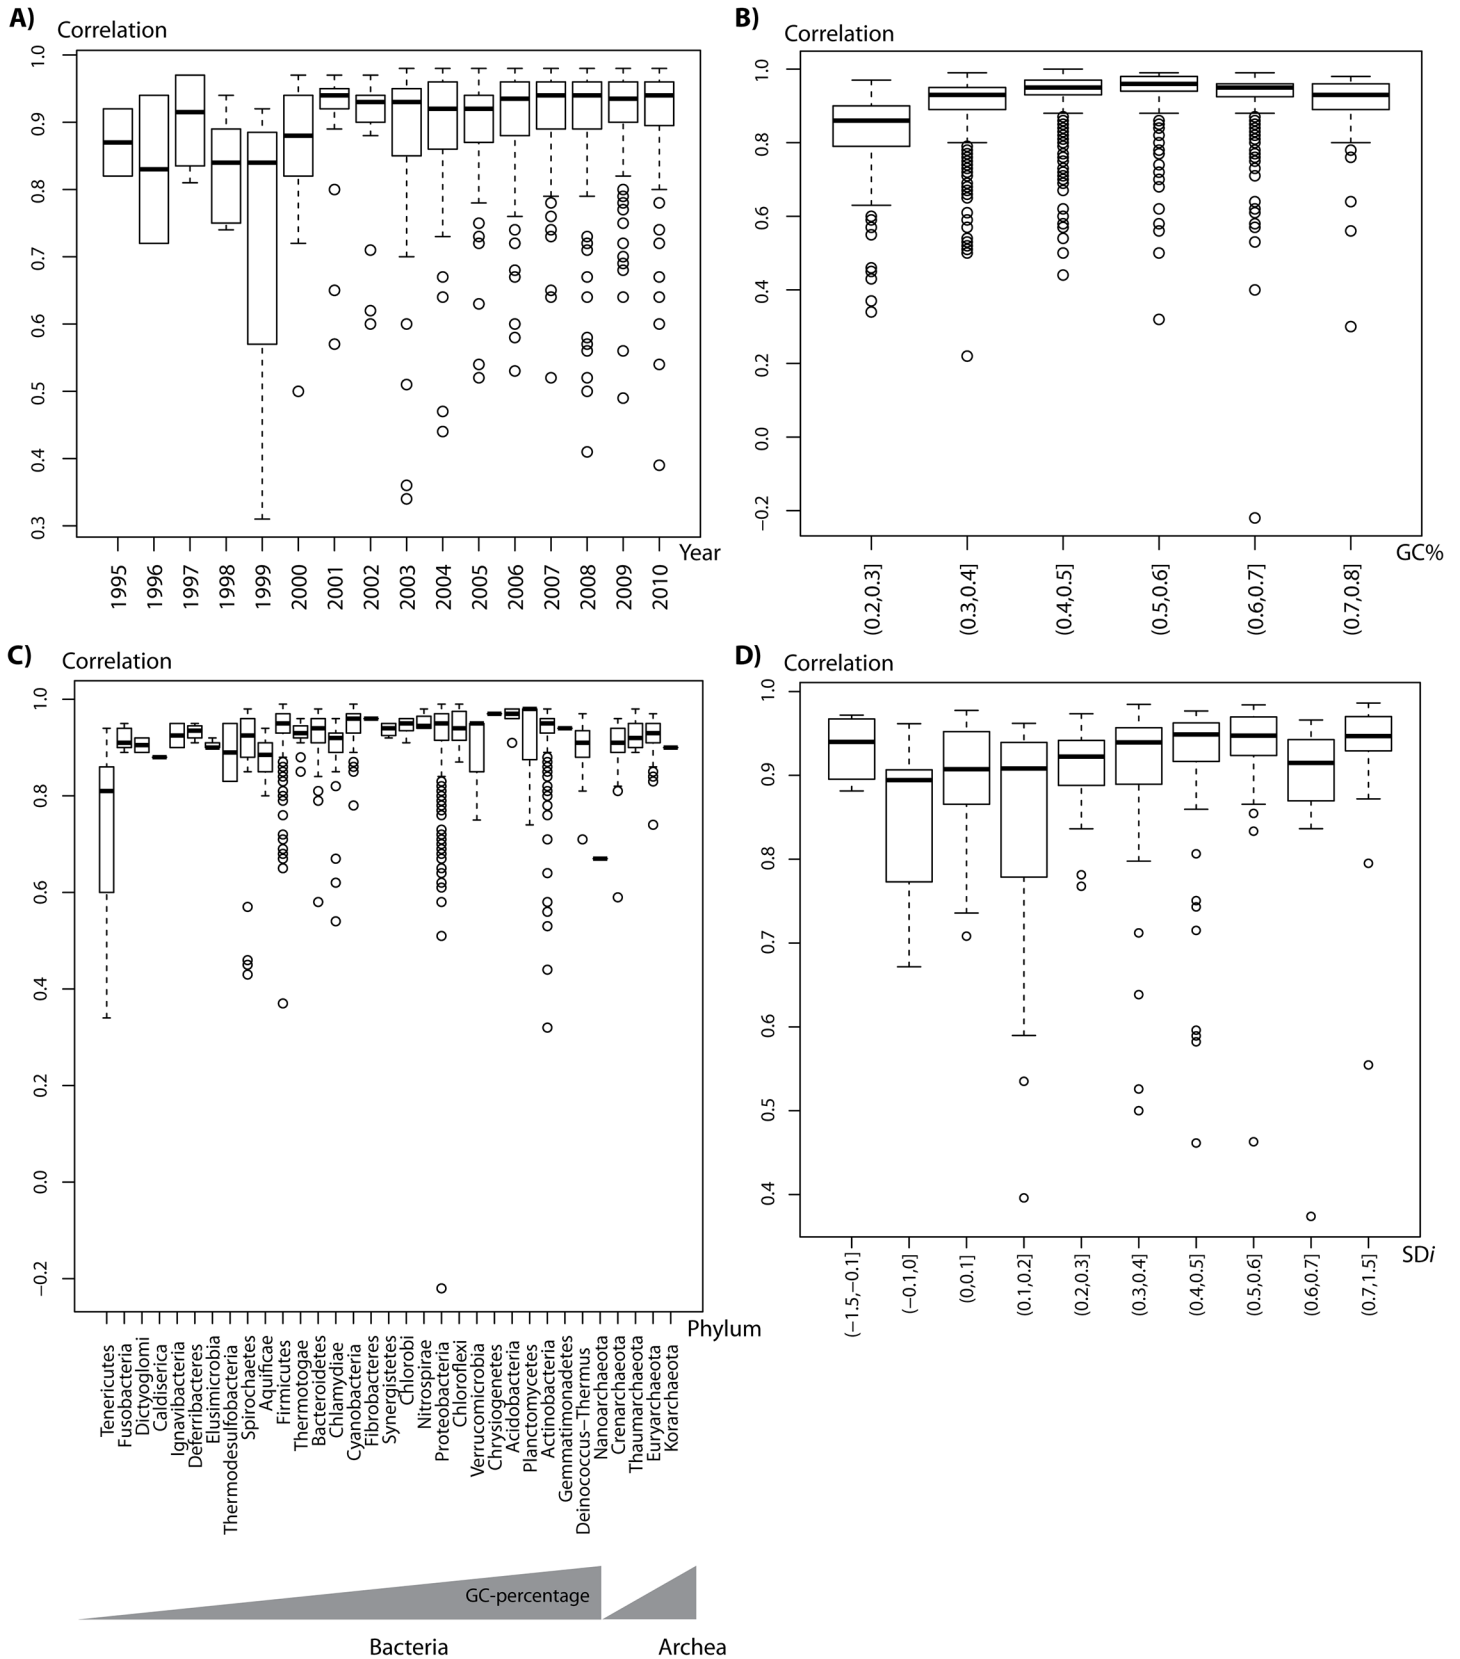 A)
Correlation
1.0
0.9
0.8
0.7
0.6
0.5
0.4
0.3
Year
1995
1996
1997
1998
1999
2000
2001
2002
2003
2004
2005
2006
2007
2008
2009
2010
B)
Correlation
1.0
0.8
0.6
0.4
0.2
0.0
−0.2
GC%
(0.2,0.3]
(0.3,0.4]
(0.4,0.5]
(0.5,0.6]
(0.6,0.7]
(0.7,0.8]
C)
Correlation
1.0
0.8
0.6
0.4
0.2
0.0
−0.2
Phylum
Tenericutes
Fusobacteria
Dictyoglomi
Caldiserica
Ignavibacteria
Deferribacteres
Elusimicrobia
Thermodesulfobacteria
Spirochaetes
Aquificae
Firmicutes
Thermotogae
Bacteroidetes
Chlamydiae
Cyanobacteria
Fibrobacteres
Synergistetes
Chlorobi
Nitrospirae
Proteobacteria
Chloroflexi
Verrucomicrobia
Chrysiogenetes
Acidobacteria
Planctomycetes
Actinobacteria
Gemmatimonadetes
Deinococcus−Thermus
Nanoarchaeota
Crenarchaeota
Thaumarchaeota
Euryarchaeota
Korarchaeota
GC-percentage
Bacteria
Archea
D)
Correlation
1.0
0.9
0.8
0.7
0.6
0.5
0.4
SDi
(−1.5,−0.1]
(−0.1,0]
(0,0.1]
(0.1,0.2]
(0.2,0.3]
(0.3,0.4]
(0.4,0.5]
(0.5,0.6]
(0.6,0.7]
(0.7,1.5]